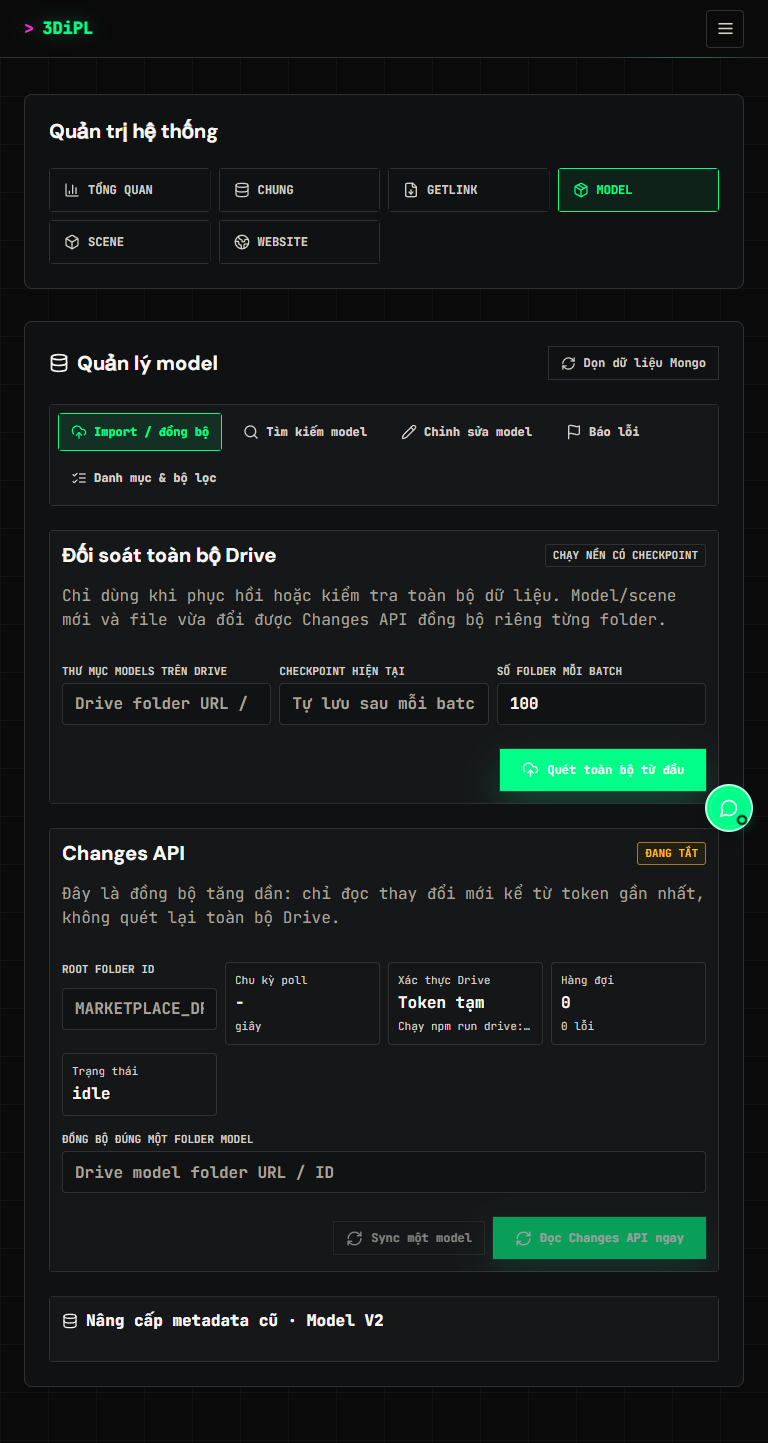 > 3DiPL
Quản trị hệ thống
TỔNG QUAN
CHUNG
GETLINK
MODEL
SCENE
WEBSITE
Quản lý model
Dọn dữ liệu Mongo
Import / đồng bộ
Tìm kiếm model
Chỉnh sửa model
Báo lỗi
Danh mục & bộ lọc
Đối soát toàn bộ Drive
CHẠY NỀN CÓ CHECKPOINT
Chỉ dùng khi phục hồi hoặc kiểm tra toàn bộ dữ liệu. Model/scene
mới và file vừa đổi được Changes API đồng bộ riêng từng folder.
THƯ MỤC MODELS TRÊN DRIVE
CHECKPOINT HIỆN TẠI
SỐ FOLDER MỖI BATCH
Drive folder URL /
Tự lưu sau mỗi batc
100
Quét toàn bộ từ đầu
Changes API
ĐANG TẮT
Đây là đồng bộ tăng dần: chỉ đọc thay đổi mới kể từ token gần nhất,
không quét lại toàn bộ Drive.
ROOT FOLDER ID
MARKETPLACE_DR
Chu kỳ poll
-
giây
Xác thực Drive
Token tạm
Chạy npm run drive:…
Hàng đợi
0
0 lỗi
Trạng thái
idle
ĐỒNG BỘ ĐÚNG MỘT FOLDER MODEL
Drive model folder URL / ID
Sync một model
Đọc Changes API ngay
Nâng cấp metadata cũ · Model V2